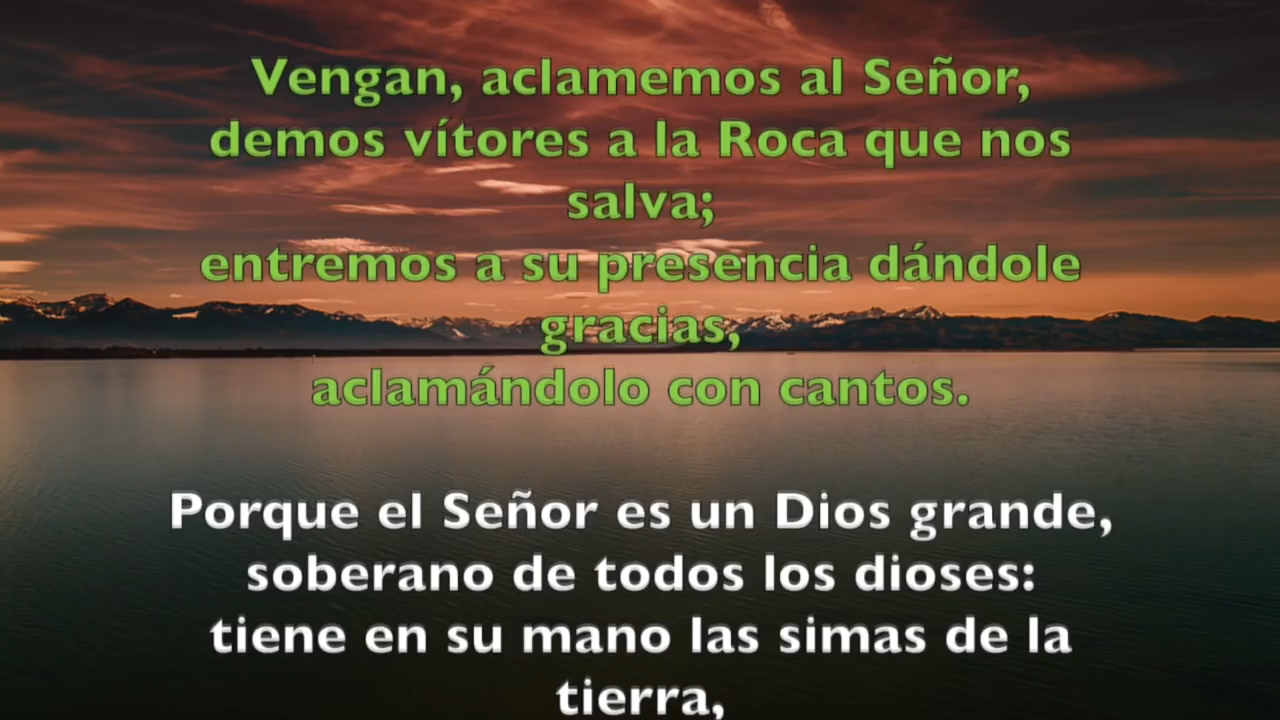 Vengan, aclamemos al Señor,
demos vítores a la Roca que nos
salva;
entremos a su presencia dándole
gracias,
aclamándolo con cantos.
Porque el Señor es un Dios grande,
soberano de todos los dioses:
tiene en su mano las simas de la
tierra,